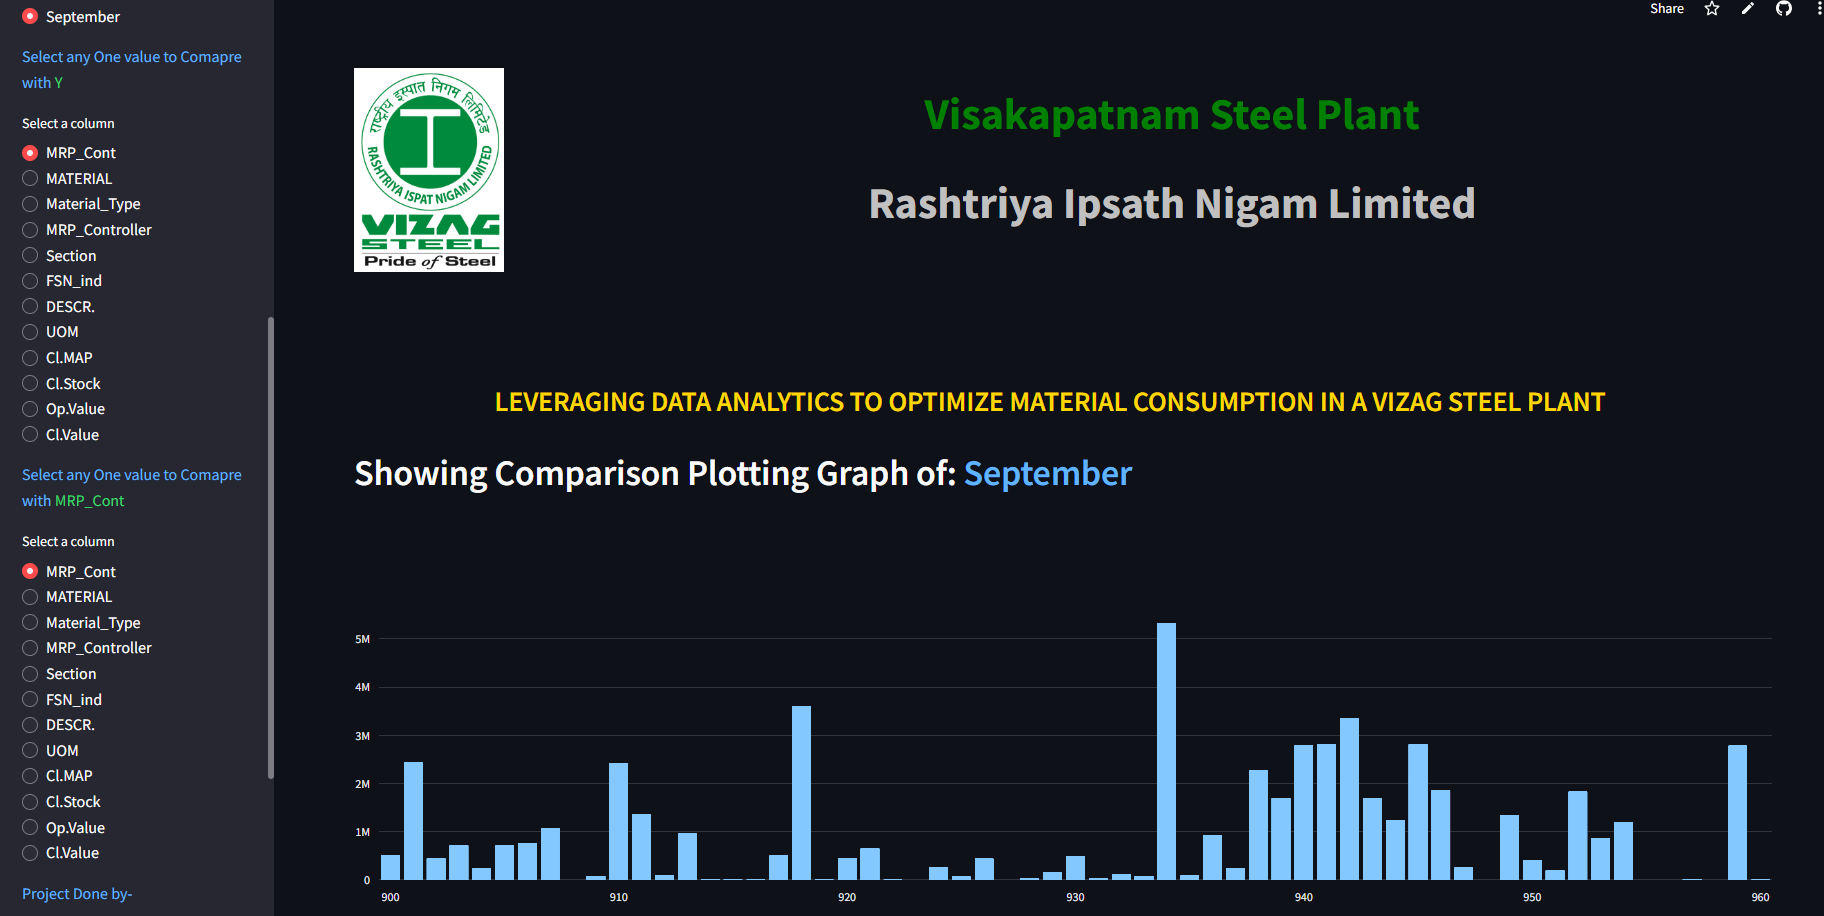 September
Select any One value to Comapre
with Y
Select a column
MRP_Cont
MATERIAL
Material_Type
MRP_Controller
Section
FSN_ind
DESCR.
UOM
Cl.MAP
Cl.Stock
Op.Value
Cl.Value
Select any One value to Comapre
with MRP_Cont
Select a column
MRP_Cont
MATERIAL
Material_Type
MRP_Controller
Section
FSN_ind
DESCR.
UOM
Cl.MAP
Cl.Stock
Op.Value
Cl.Value
Project Done by-
Share
राष्ट्रीय इस्पात निगम लिमिटेड
RASHTRIYA ISPAT NIGAM LIMITED
VIZAG
STEEL
Pride of Steel
Visakapatnam Steel Plant
Rashtriya Ipsath Nigam Limited
LEVERAGING DATA ANALYTICS TO OPTIMIZE MATERIAL CONSUMPTION IN A VIZAG STEEL PLANT
Showing Comparison Plotting Graph of: September
5M
4M
3M
2M
1M
0
900 910 920 930 940 950 960